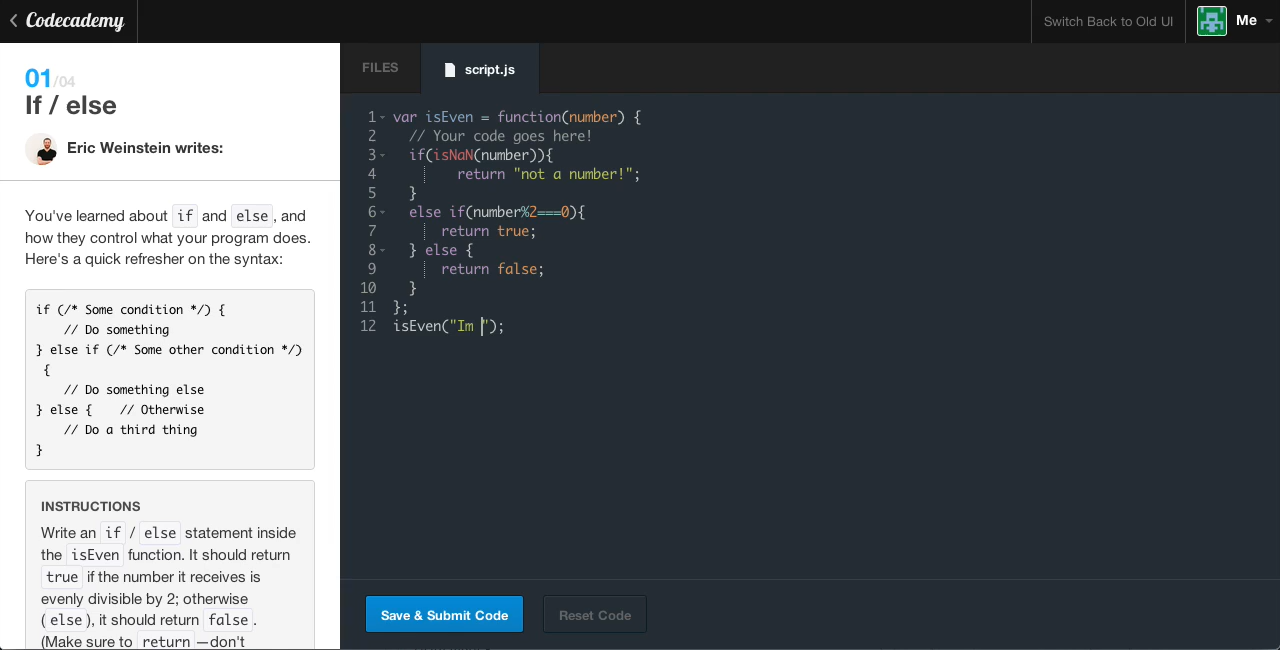 Codecademy
Switch Back to Old UI
Me
01/04
If / else
Eric Weinstein writes:
You've learned about if and else, and
how they control what your program does.
Here's a quick refresher on the syntax:
if (/* Some condition */) {
    // Do something
} else if (/* Some other condition */)
 {
    // Do something else
} else {    // Otherwise
    // Do a third thing
}
INSTRUCTIONS
Write an if / else statement inside
the isEven function. It should return
true if the number it receives is
evenly divisible by 2; otherwise
(else), it should return false.
(Make sure to return—don't
FILES
script.js
1 var isEven = function(number) {
2   // Your code goes here!
3   if(isNaN(number)){
4         return "not a number!";
5   }
6   else if(number%2===0){
7       return true;
8   } else {
9       return false;
10   }
11 };
12 isEven("Im ");
Save & Submit Code
Reset Code